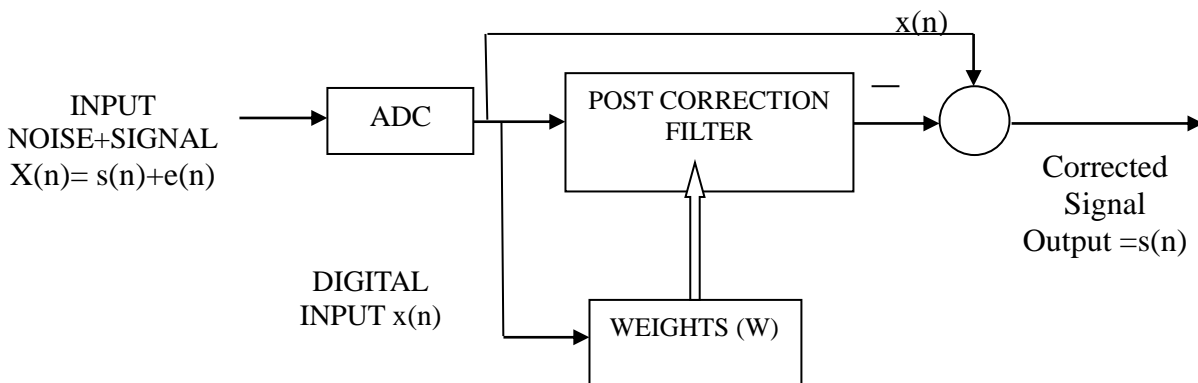 x(n)
INPUT
NOISE+SIGNAL
X(n)= s(n)+e(n)
ADC
POST CORRECTION
FILTER
—
Corrected
Signal
Output =s(n)
DIGITAL
INPUT x(n)
WEIGHTS (W)